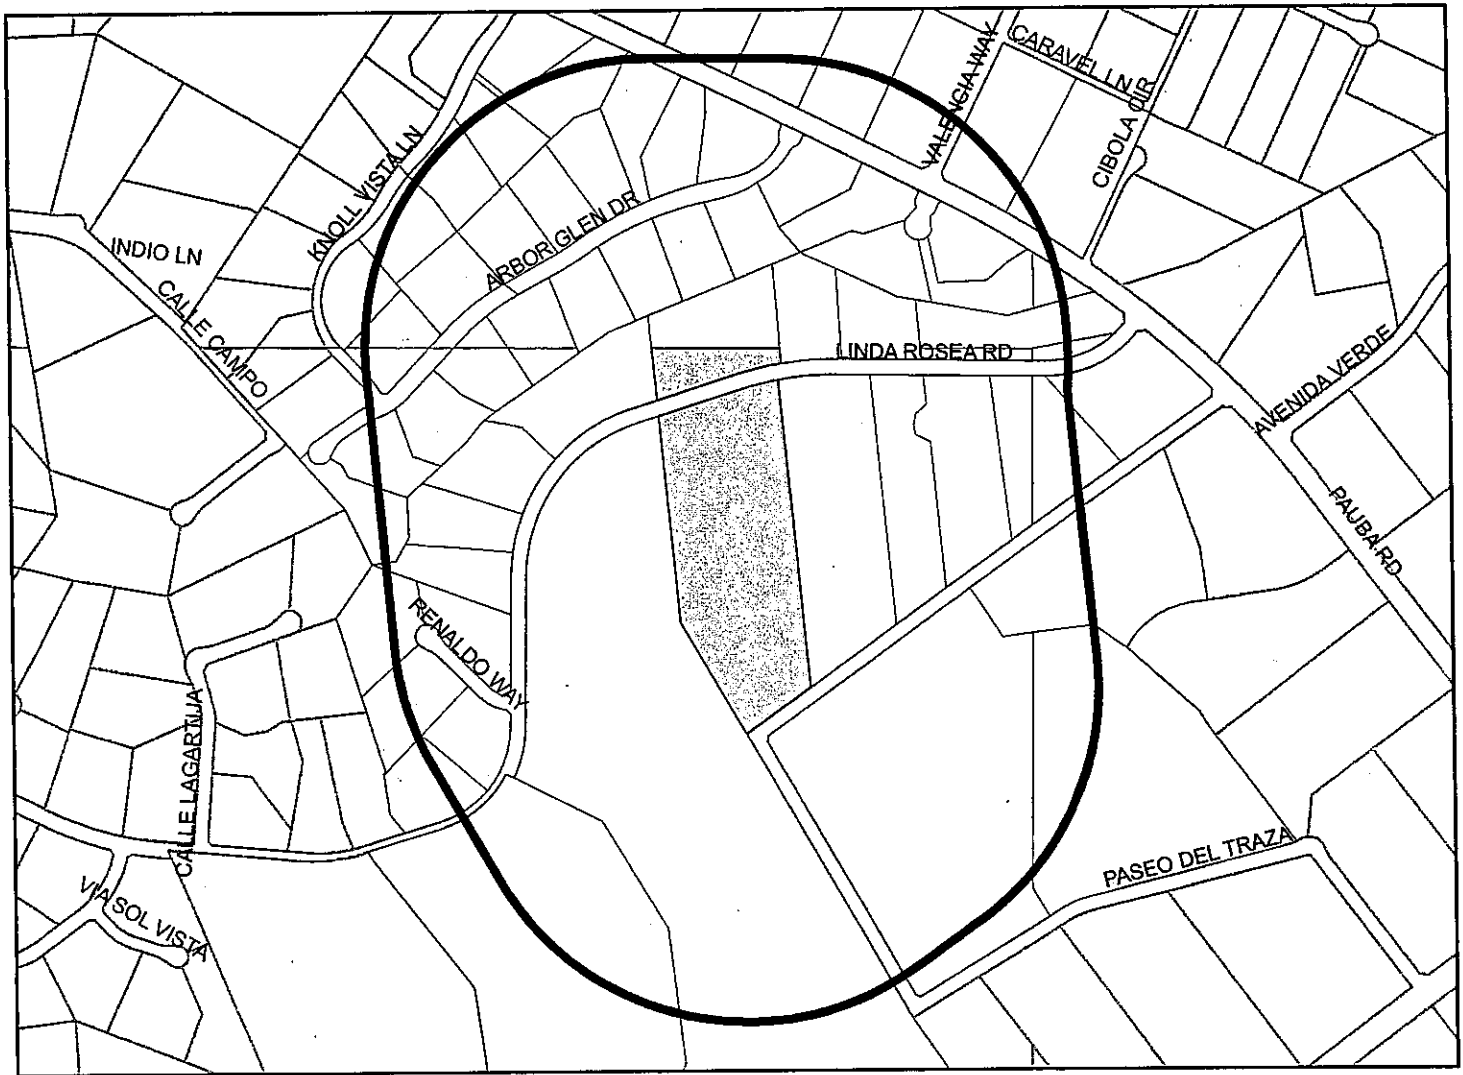 VALENCIA WAY
CARAVEL LN
CIBOLA CIR
KNOLL VISTA LN
ARBOR GLEN DR
INDIO LN
CALLE CAMPO
LINDA ROSEA RD
AVENIDA VERDE
PAUBA RD
RENALDO WAY
CALLE LAGARTIJA
PASEO DEL TRAZA
VIA SOL VISTA